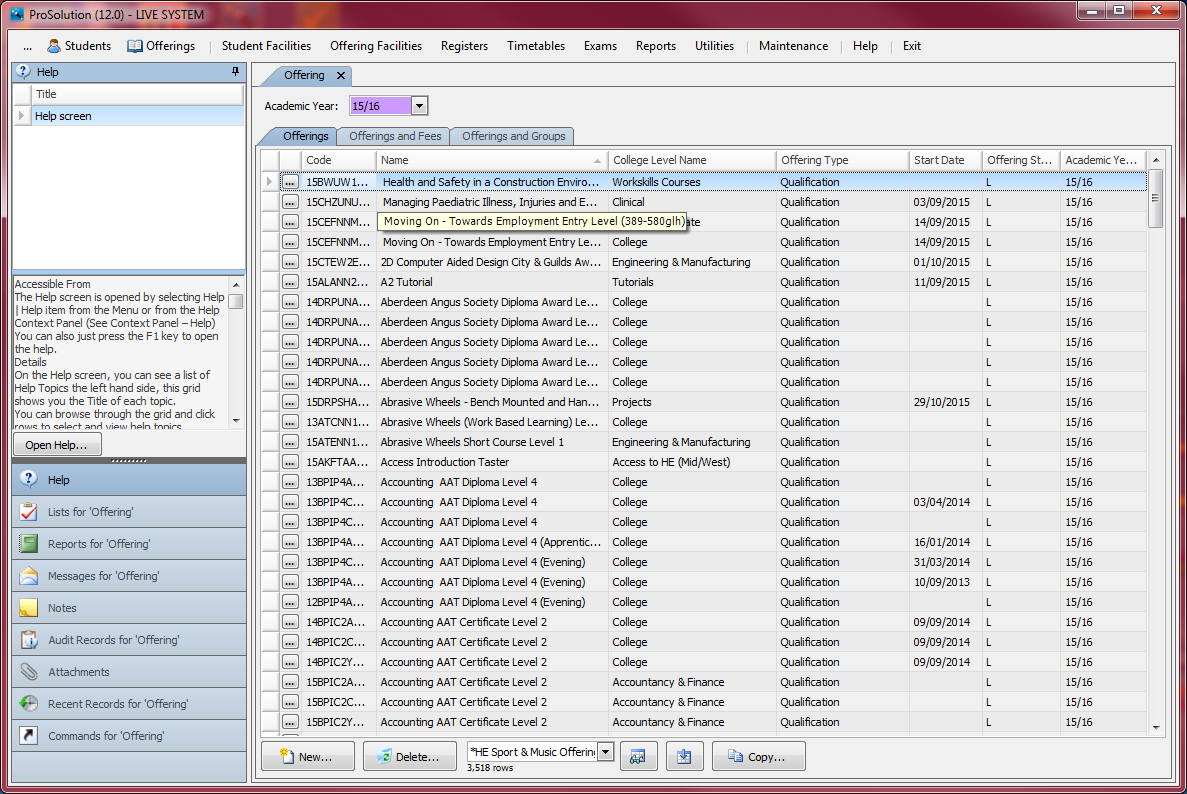 ProSolution (12.0) - LIVE SYSTEM
... Students Offerings Student Facilities Offering Facilities Registers Timetables Exams Reports Utilities Maintenance Help Exit
Help
Title
Help screen
Accessible From
The Help screen is opened by selecting Help
| Help item from the Menu or from the Help
Context Panel (See Context Panel – Help)
You can also just press the F1 key to open
the help.
Details
On the Help screen, you can see a list of
Help Topics the left hand side, this grid
shows you the Title of each topic.
You can browse through the grid and click
rows to select and view help topics
Open Help...
Help
Lists for 'Offering'
Reports for 'Offering'
Messages for 'Offering'
Notes
Audit Records for 'Offering'
Attachments
Recent Records for 'Offering'
Commands for 'Offering'
Offering
Academic Year: 15/16
Offerings Offerings and Fees Offerings and Groups
Code Name College Level Name Offering Type Start Date Offering St... Academic Ye...
... 15BWUW1... Health and Safety in a Construction Enviro... Workskills Courses Qualification L 15/16
... 15CHZUNU... Managing Paediatric Illness, Injuries and E... Clinical Qualification 03/09/2015 L 15/16
... 15CEFNNM... Moving On - Towards Employment Entry Level (389-580glh) Qualification 14/09/2015 L 15/16
... 15CEFNNM... Moving On - Towards Employment Entry Le... College Qualification 14/09/2015 L 15/16
... 15CTEW2E... 2D Computer Aided Design City & Guilds Aw... Engineering & Manufacturing Qualification 01/10/2015 L 15/16
... 15ALANN2... A2 Tutorial Tutorials Qualification 11/09/2015 L 15/16
... 14DRPUNA... Aberdeen Angus Society Diploma Award Le... College Qualification L 15/16
... 14DRPUNA... Aberdeen Angus Society Diploma Award Le... College Qualification L 15/16
... 14DRPUNA... Aberdeen Angus Society Diploma Award Le... College Qualification L 15/16
... 14DRPUNA... Aberdeen Angus Society Diploma Award Le... College Qualification L 15/16
... 14DRPUNA... Aberdeen Angus Society Diploma Award Le... College Qualification L 15/16
... 15DRPSHA... Abrasive Wheels - Bench Mounted and Han... Projects Qualification 29/10/2015 L 15/16
... 13ATCNN1... Abrasive Wheels (Work Based Learning) Le... College Qualification L 15/16
... 15ATENN1... Abrasive Wheels Short Course Level 1 Engineering & Manufacturing Qualification L 15/16
... 15AKFTAA... Access Introduction Taster Access to HE (Mid/West) Qualification L 15/16
... 13BPIP4A... Accounting AAT Diploma Level 4 College Qualification L 15/16
... 13BPIP4C... Accounting AAT Diploma Level 4 College Qualification 03/04/2014 L 15/16
... 13BPIP4C... Accounting AAT Diploma Level 4 College Qualification L 15/16
... 13BPIP4A... Accounting AAT Diploma Level 4 (Apprentic... College Qualification 16/01/2014 L 15/16
... 13BPIP4C... Accounting AAT Diploma Level 4 (Evening) College Qualification 31/03/2014 L 15/16
... 13BPIP4A... Accounting AAT Diploma Level 4 (Evening) College Qualification 10/09/2013 L 15/16
... 12BPIP4A... Accounting AAT Diploma Level 4 (Evening) College Qualification L 15/16
... 14BPIC2A... Accounting AAT Certificate Level 2 College Qualification 09/09/2014 L 15/16
... 14BPIC2C... Accounting AAT Certificate Level 2 College Qualification 09/09/2014 L 15/16
... 14BPIC2Y... Accounting AAT Certificate Level 2 College Qualification 09/09/2014 L 15/16
... 15BPIC2A... Accounting AAT Certificate Level 2 Accountancy & Finance Qualification L 15/16
... 15BPIC2C... Accounting AAT Certificate Level 2 Accountancy & Finance Qualification L 15/16
... 15BPIC2Y... Accounting AAT Certificate Level 2 Accountancy & Finance Qualification L 15/16
New... Delete... *HE Sport & Music Offering Copy...
3,518 rows